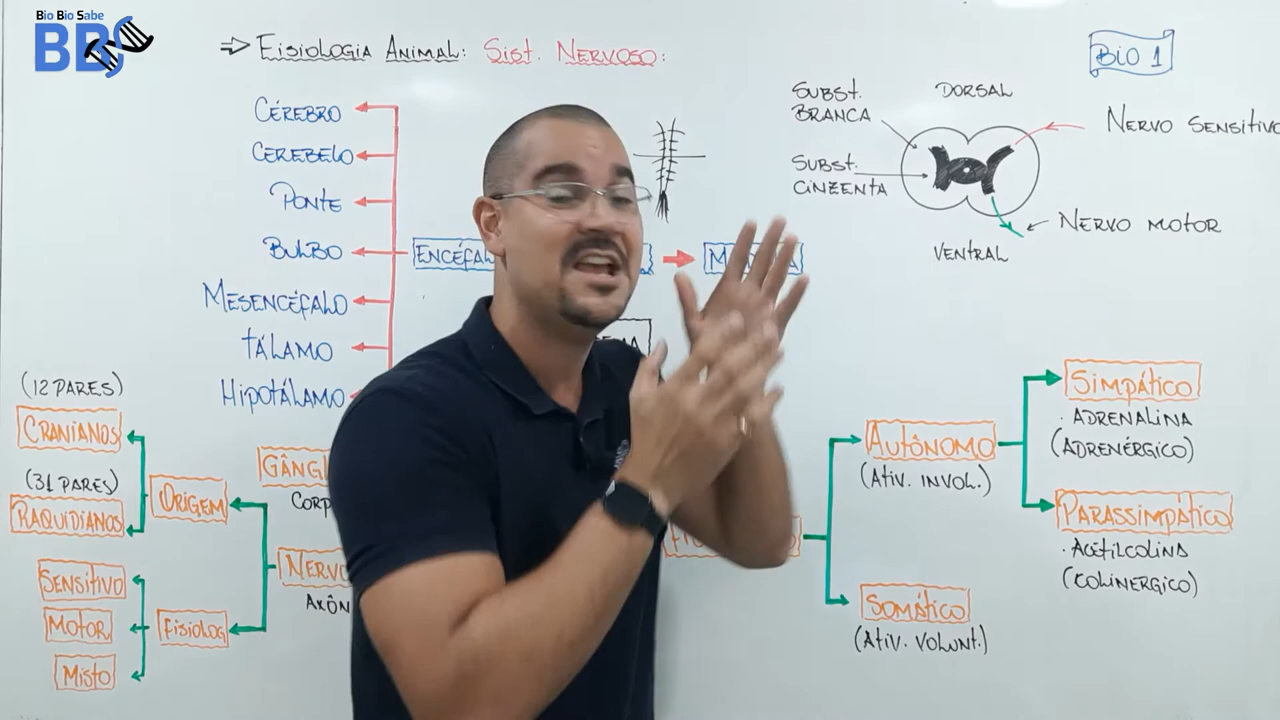 Bio Bio Sabe
BBS
⇒ Fisiologia Animal: Sist. Nervoso:
BIO 1
CÉREBRO
CEREBELO
PONTE
BULBO
MESENCÉFALO
TÁLAMO
HIPOTÁLAMO
SUBST.
BRANCA
DORSAL
NERVO SENSITIVO
SUBST.
CINZENTA
NERVO MOTOR
VENTRAL
(12 PARES)
CRANIANOS
(31 PARES)
RAQUIDIANOS
ORIGEM
SENSITIVO
MOTOR
MISTO
FISIOLOG
AUTÔNOMO
(ATIV. INVOL.)
SIMPÁTICO
· ADRENALINA
(ADRENÉRGICO)
PARASSIMPÁTICO
· ACETILCOLINA
(COLINERGICO)
SOMÁTICO
(ATIV. VOLUNT.)